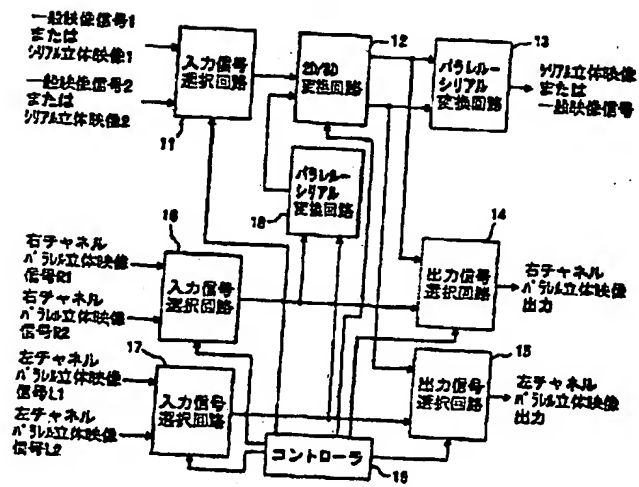 一般映像信号1
または
シリアル立体映像1
一般映像信号2
または
シリアル立体映像2
11
入力信号
選択回路
12
2D/3D
変換回路
13
パラレル－
シリアル
変換回路
シリアル立体映像
または
一般映像信号
パラレル－
シリアル
変換回路
18
16
右チャネル
パラレル立体映像
信号R1
右チャネル
パラレル立体映像
信号R2
入力信号
選択回路
14
出力信号
選択回路
右チャネル
パラレル立体映像
出力
17
左チャネル
パラレル立体映像
信号L1
左チャネル
パラレル立体映像
信号L2
入力信号
選択回路
15
出力信号
選択回路
左チャネル
パラレル立体映像
出力
コントローラ